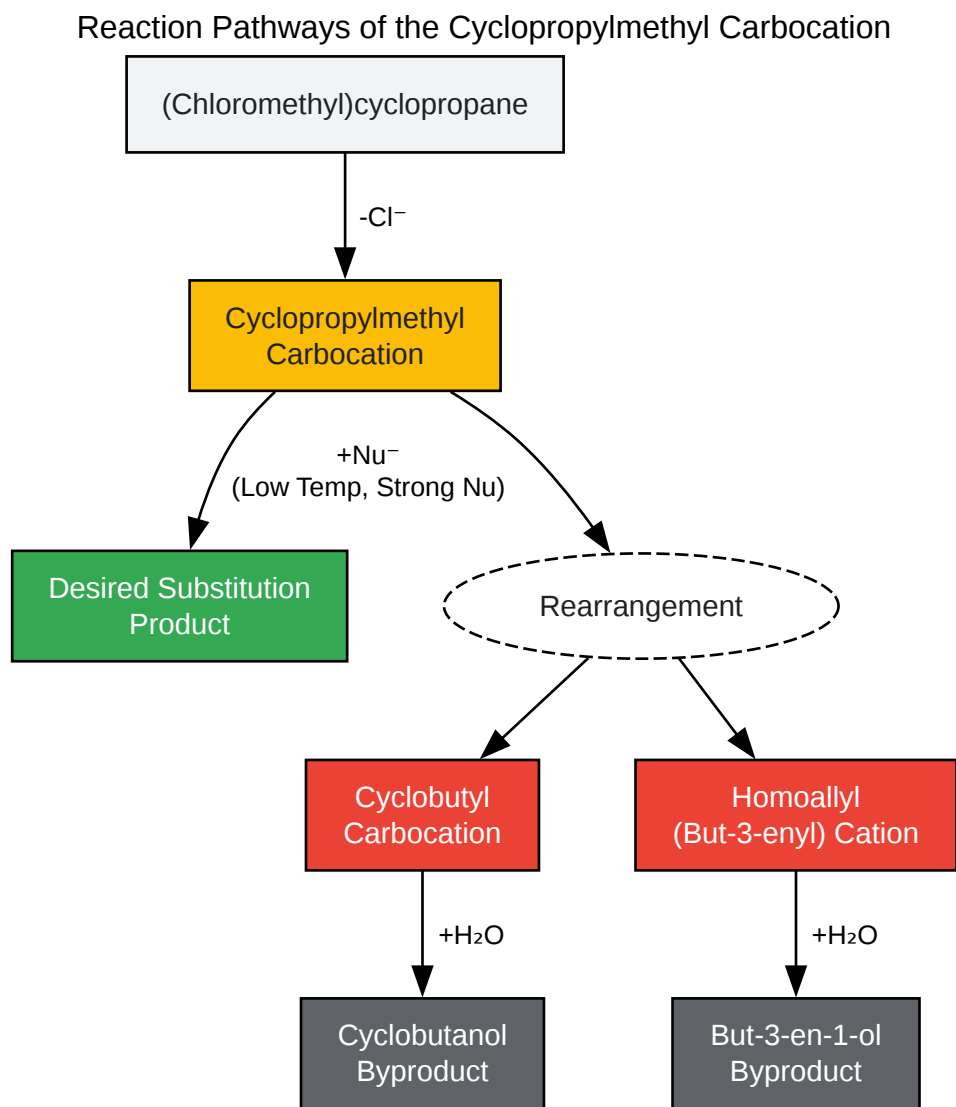 Reaction Pathways of the Cyclopropylmethyl Carbocation
(Chloromethyl)cyclopropane
-Cl⁻
Cyclopropylmethyl
Carbocation
+Nu⁻
(Low Temp, Strong Nu)
Desired Substitution
Product
Rearrangement
Cyclobutyl
Carbocation
Homoallyl
(But-3-enyl) Cation
+H₂O
+H₂O
Cyclobutanol
Byproduct
But-3-en-1-ol
Byproduct